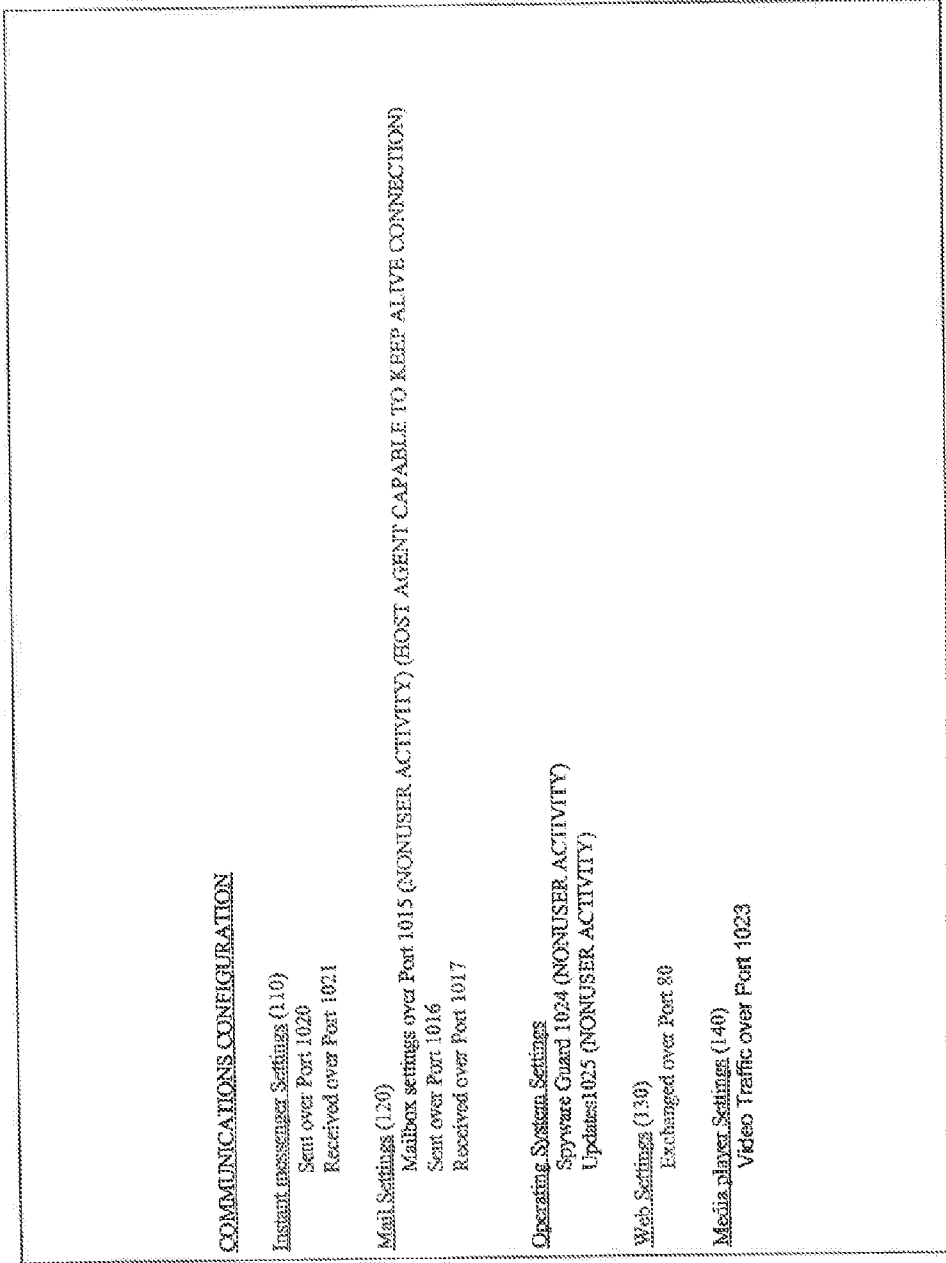 COMMUNICATIONS CONFIGURATION
Instant messenger Settings (110)
Sent over Port 1020
Received over Port 1021
Mail Settings (120)
Mailbox settings over Port 1015 (NONUSER ACTIVITY) (HOST AGENT CAPABLE TO KEEP ALIVE CONNECTION)
Sent over Port 1016
Received over Port 1017
Operating System Settings
Spyware Guard 1024 (NONUSER ACTIVITY)
Updates:1025 (NONUSER ACTIVITY)
Web Settings (130)
Exchanged over Port 80
Media player Settings (140)
Video Traffic over Port 1023